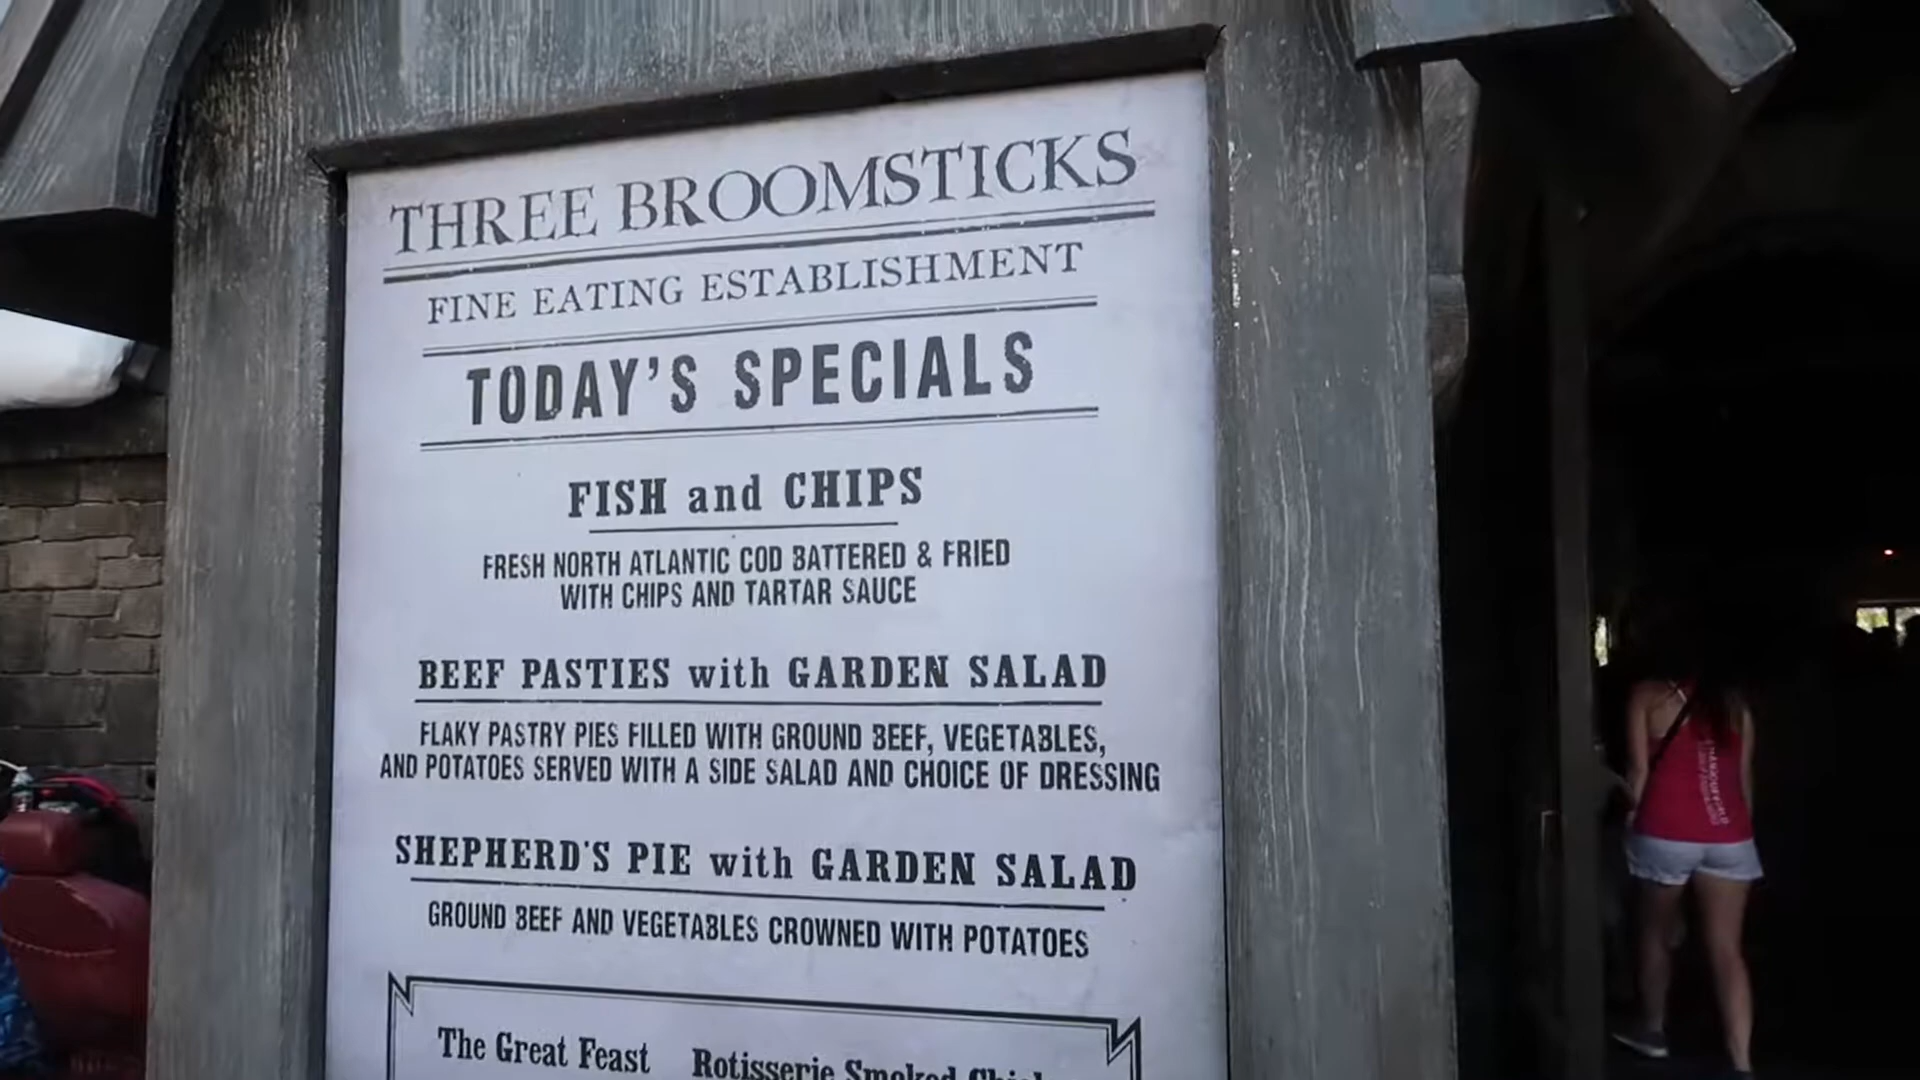 THREE BROOMSTICKS
FINE EATING ESTABLISHMENT
TODAY'S SPECIALS
FISH and CHIPS
FRESH NORTH ATLANTIC COD BATTERED & FRIED
WITH CHIPS AND TARTAR SAUCE
BEEF PASTIES with GARDEN SALAD
FLAKY PASTRY PIES FILLED WITH GROUND BEEF, VEGETABLES,
AND POTATOES SERVED WITH A SIDE SALAD AND CHOICE OF DRESSING
SHEPHERD'S PIE with GARDEN SALAD
GROUND BEEF AND VEGETABLES CROWNED WITH POTATOES
The Great Feast Rotisserie Smoked